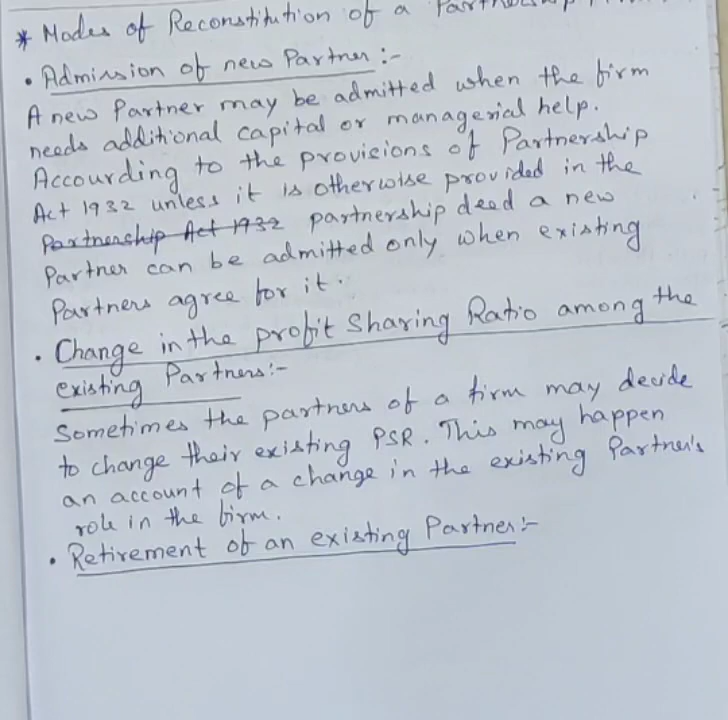 * Modes of Reconstitution of a Partnership
• Admission of new Partner :-
A new Partner may be admitted when the firm
needs additional capital or managerial help.
Accourding to the provisions of Partnership
Act 1932 unless it is otherwise provided in the
Partnership Act 1932 partnership deed a new
Partner can be admitted only when existing
Partners agree for it.
• Change in the profit Sharing Ratio among the
existing Partners:-
Sometimes the partners of a firm may decide
to change their existing PSR. This may happen
an account of a change in the existing Partner's
role in the firm.
• Retirement of an existing Partner:-